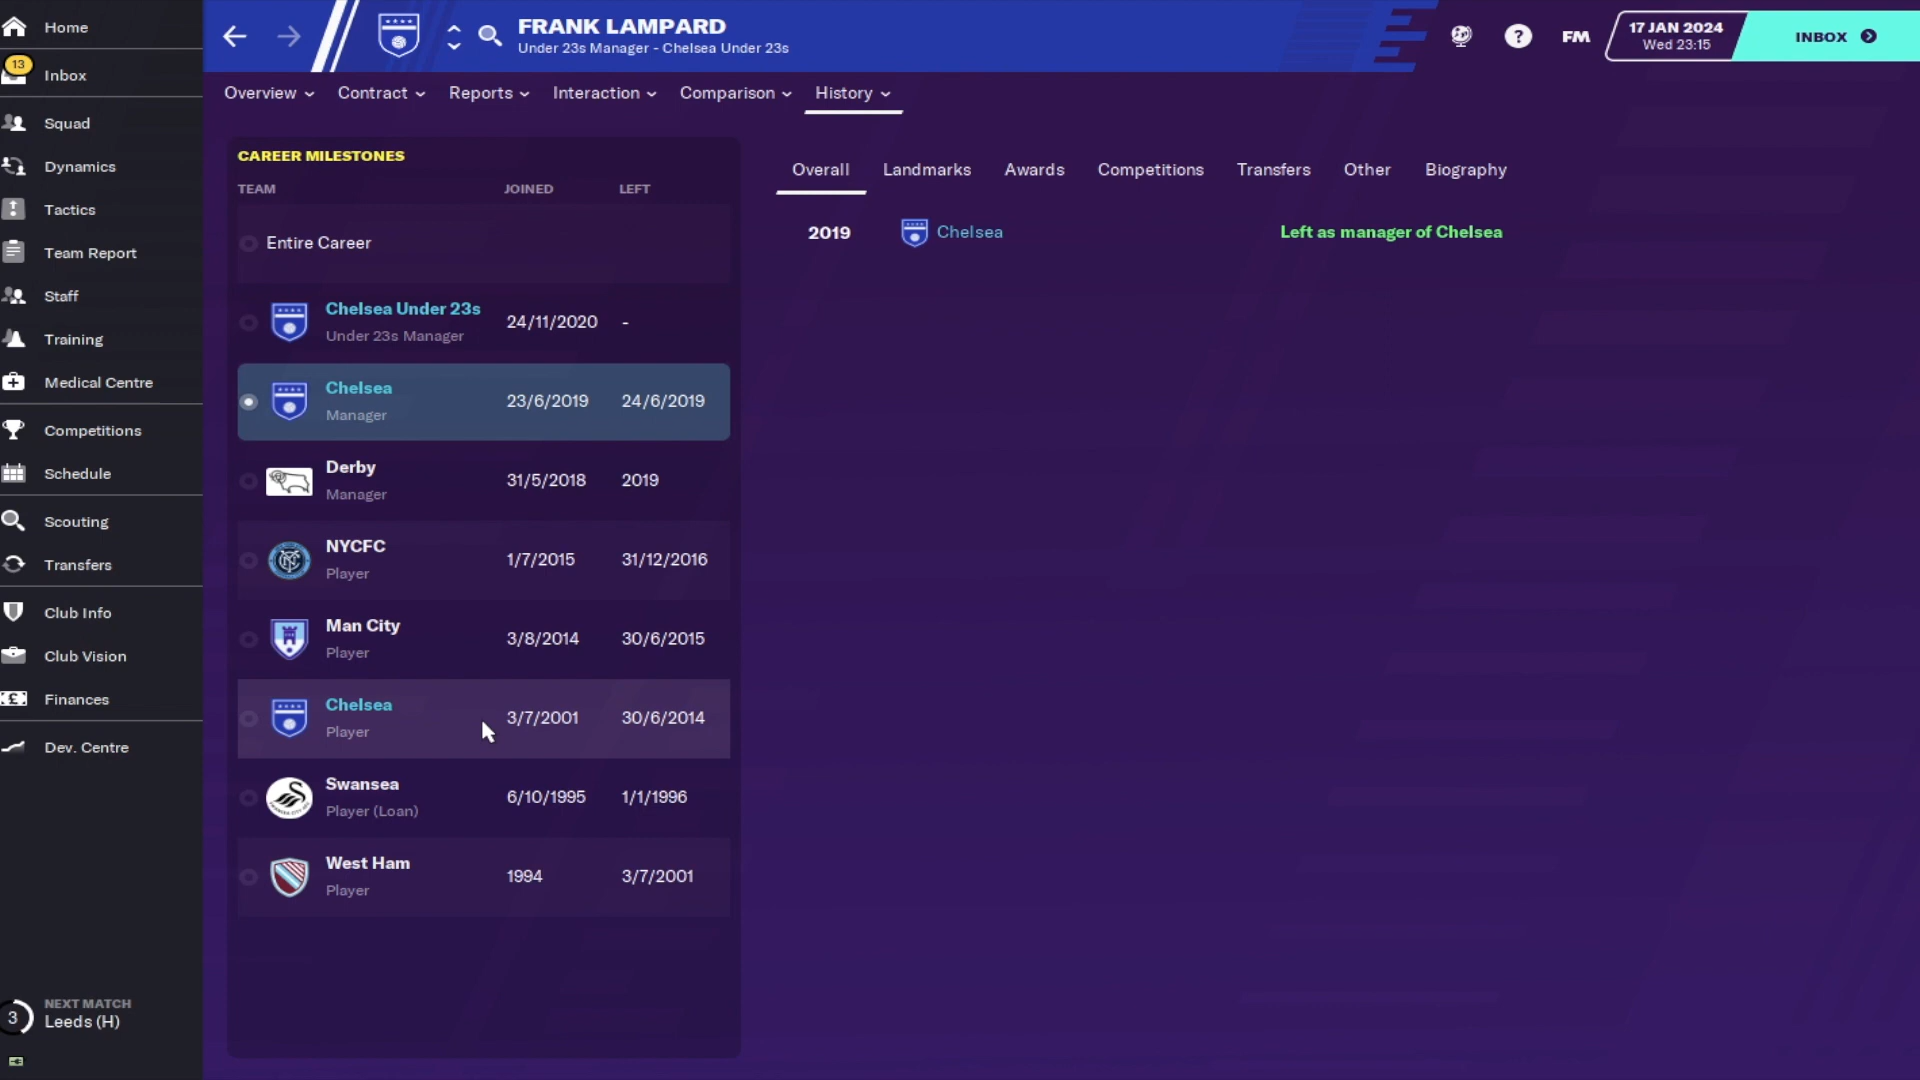 Home
13
Inbox
Squad
Dynamics
Tactics
Team Report
Staff
Training
Medical Centre
Competitions
Schedule
Scouting
Transfers
Club Info
Club Vision
Finances
Dev. Centre
3
NEXT MATCH
Leeds (H)
FRANK LAMPARD
Under 23s Manager - Chelsea Under 23s
?
FM
17 JAN 2024
Wed 23:15
INBOX
Overview Contract Reports Interaction Comparison History
CAREER MILESTONES
TEAM JOINED LEFT
Entire Career
Chelsea Under 23s
Under 23s Manager
24/11/2020 -
Chelsea
Manager
23/6/2019 24/6/2019
Derby
Manager
31/5/2018 2019
NYCFC
Player
1/7/2015 31/12/2016
Man City
Player
3/8/2014 30/6/2015
Chelsea
Player
3/7/2001 30/6/2014
Swansea
Player (Loan)
6/10/1995 1/1/1996
West Ham
Player
1994 3/7/2001
Overall Landmarks Awards Competitions Transfers Other Biography
2019 Chelsea Left as manager of Chelsea